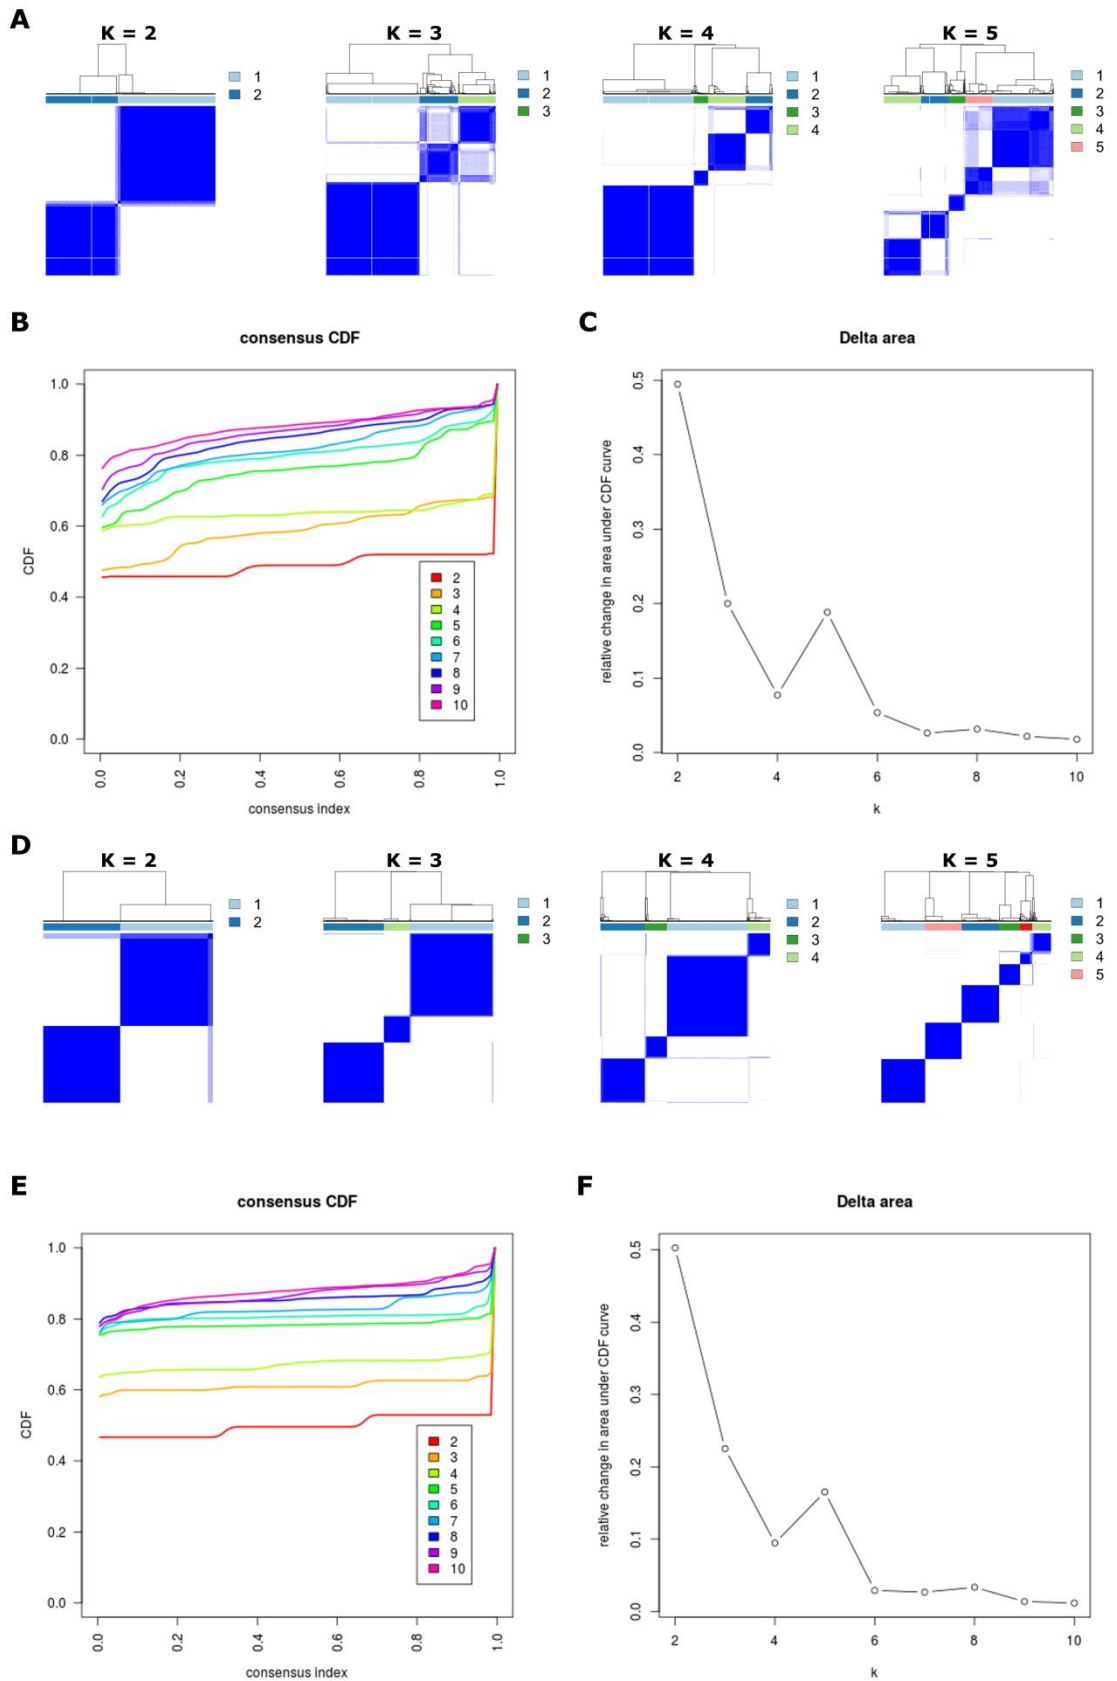 A
K = 2
K = 3
K = 4
K = 5
1
2
1
2
3
1
2
3
4
1
2
3
4
5
B
consensus CDF
CDF
1.0
0.8
0.6
0.4
0.2
0.0
2
3
4
5
6
7
8
9
10
0.0 0.2 0.4 0.6 0.8 1.0
consensus index
C
Delta area
relative change in area under CDF curve
0.5
0.4
0.3
0.2
0.1
0.0
2 4 6 8 10
k
D
K = 2
K = 3
K = 4
K = 5
1
2
1
2
3
1
2
3
4
1
2
3
4
5
E
consensus CDF
CDF
1.0
0.8
0.6
0.4
0.2
0.0
2
3
4
5
6
7
8
9
10
0.0 0.2 0.4 0.6 0.8 1.0
consensus index
F
Delta area
relative change in area under CDF curve
0.5
0.4
0.3
0.2
0.1
0.0
2 4 6 8 10
k